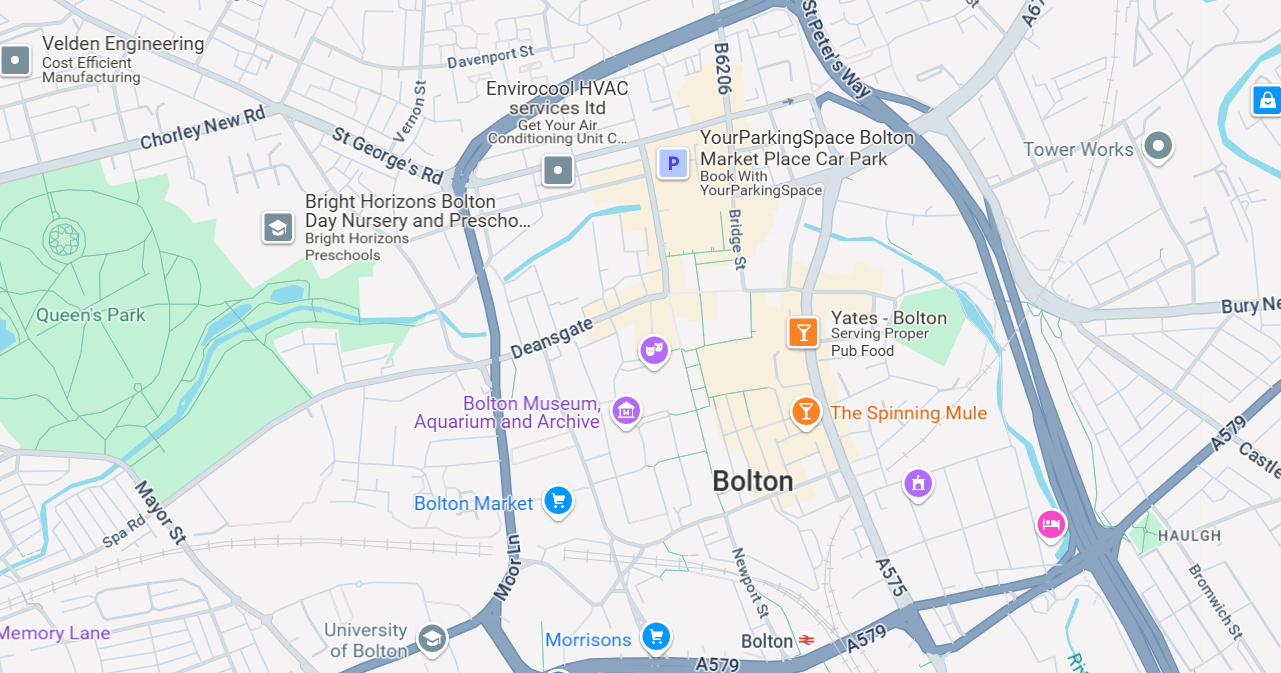 Velden Engineering
Cost Efficient
Manufacturing
Davenport St
B6206
St Peter's Way
A67
Envirocool HVAC
services ltd
Get Your Air
Conditioning Unit C...
Vernon St
Chorley New Rd
St George's Rd
YourParkingSpace Bolton
Market Place Car Park
Book With
YourParkingSpace
P
Tower Works
Bright Horizons Bolton
Day Nursery and Prescho...
Bright Horizons
Preschools
Bridge St
Queen's Park
Deansgate
Yates - Bolton
Serving Proper
Pub Food
Bury Ne
Bolton Museum,
Aquarium and Archive
The Spinning Mule
A579
Castle
Bolton
Bolton Market
Mayor St
Spa Rd
HAULGH
Moor Ln
Newport St
A575
Bromwich St
Memory Lane
University
of Bolton
Morrisons
Bolton
A579
A579
Riv